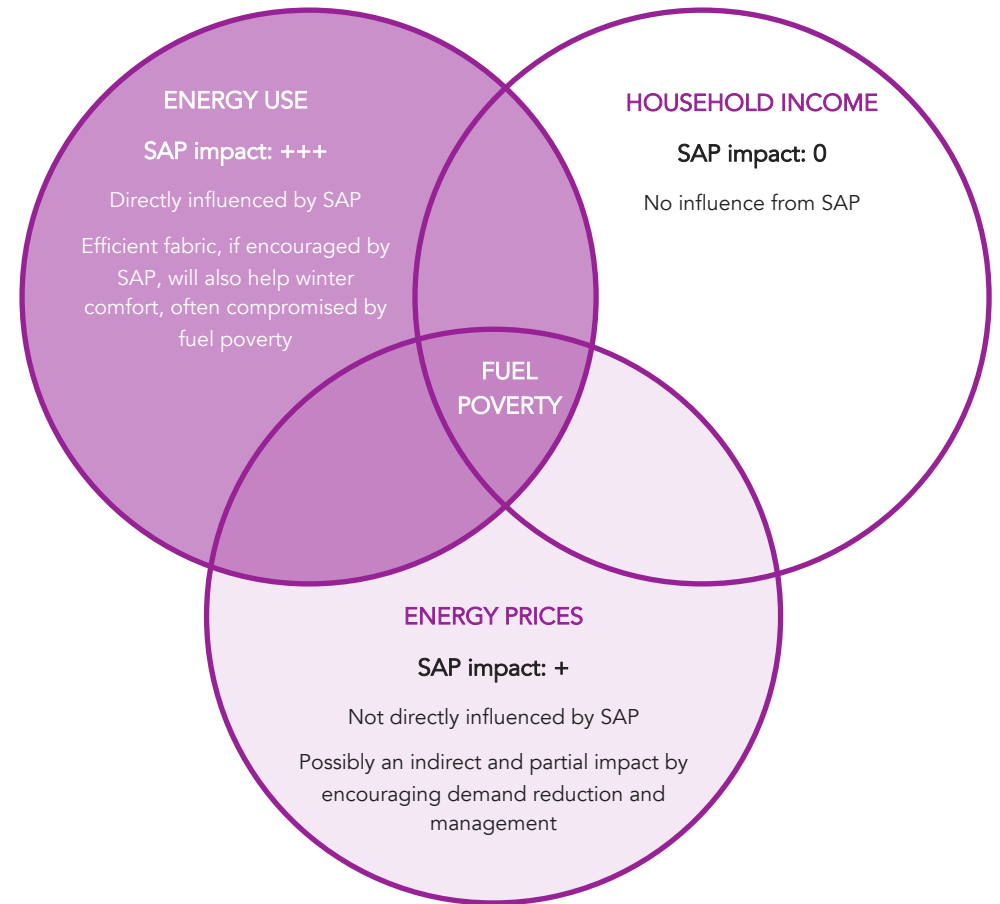 ENERGY USE
SAP impact: +++
Directly influenced by SAP
Efficient fabric, if encouraged by
SAP, will also help winter
comfort, often compromised by
fuel poverty
HOUSEHOLD INCOME
SAP impact: 0
No influence from SAP
FUEL
POVERTY
ENERGY PRICES
SAP impact: +
Not directly influenced by SAP
Possibly an indirect and partial impact by
encouraging demand reduction and
management